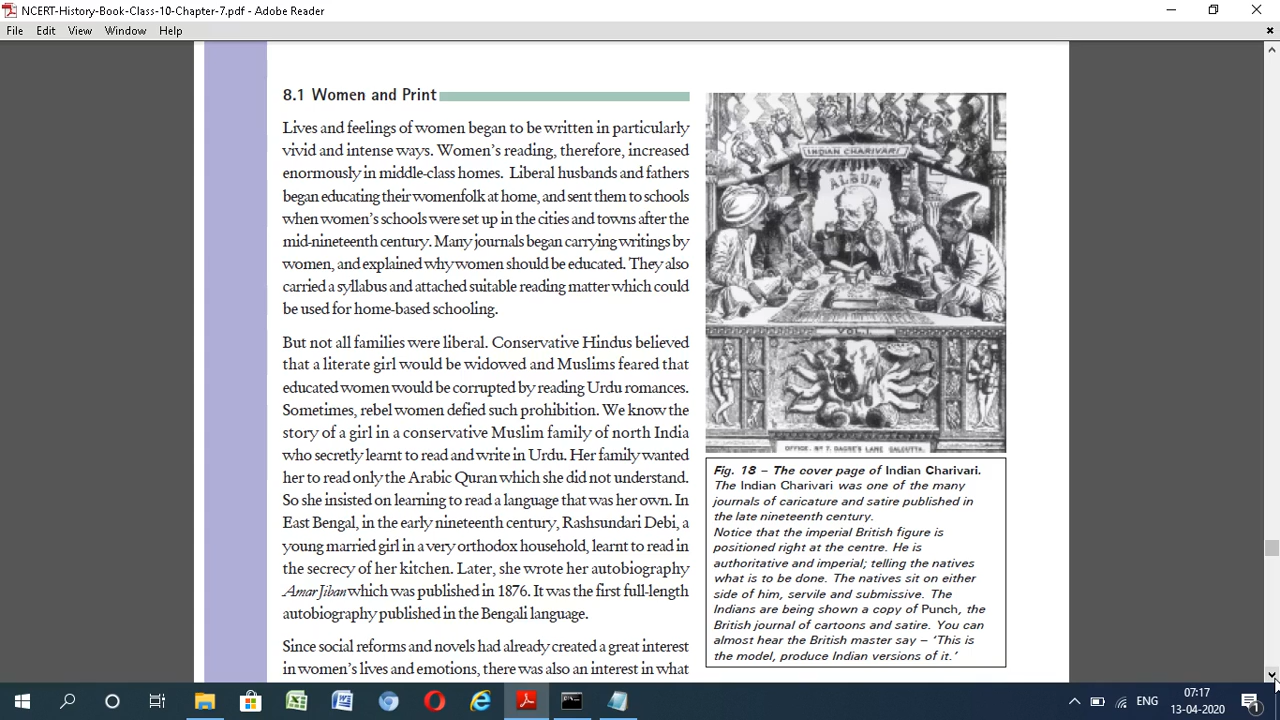 NCERT-History-Book-Class-10-Chapter-7.pdf - Adobe Reader
File Edit View Window Help
8.1 Women and Print
Lives and feelings of women began to be written in particularly
vivid and intense ways. Women's reading, therefore, increased
enormously in middle-class homes. Liberal husbands and fathers
began educating their womenfolk at home, and sent them to schools
when women's schools were set up in the cities and towns after the
mid-nineteenth century. Many journals began carrying writings by
women, and explained why women should be educated. They also
carried a syllabus and attached suitable reading matter which could
be used for home-based schooling.
But not all families were liberal. Conservative Hindus believed
that a literate girl would be widowed and Muslims feared that
educated women would be corrupted by reading Urdu romances.
Sometimes, rebel women defied such prohibition. We know the
story of a girl in a conservative Muslim family of north India
who secretly learnt to read and write in Urdu. Her family wanted
her to read only the Arabic Quran which she did not understand.
So she insisted on learning to read a language that was her own. In
East Bengal, in the early nineteenth century, Rashsundari Debi, a
young married girl in a very orthodox household, learnt to read in
the secrecy of her kitchen. Later, she wrote her autobiography
Amar Jiban which was published in 1876. It was the first full-length
autobiography published in the Bengali language.
Since social reforms and novels had already created a great interest
in women's lives and emotions, there was also an interest in what
INDIAN CHARIVARI
ALBUM
VOL. I.
OFFICE. No 7. DACRE'S LANE CALCUTTA.
Fig. 18 – The cover page of Indian Charivari.
The Indian Charivari was one of the many
journals of caricature and satire published in
the late nineteenth century.
Notice that the imperial British figure is
positioned right at the centre. He is
authoritative and imperial; telling the natives
what is to be done. The natives sit on either
side of him, servile and submissive. The
Indians are being shown a copy of Punch, the
British journal of cartoons and satire. You can
almost hear the British master say – 'This is
the model, produce Indian versions of it.'
ENG
07:17
13-04-2020
1